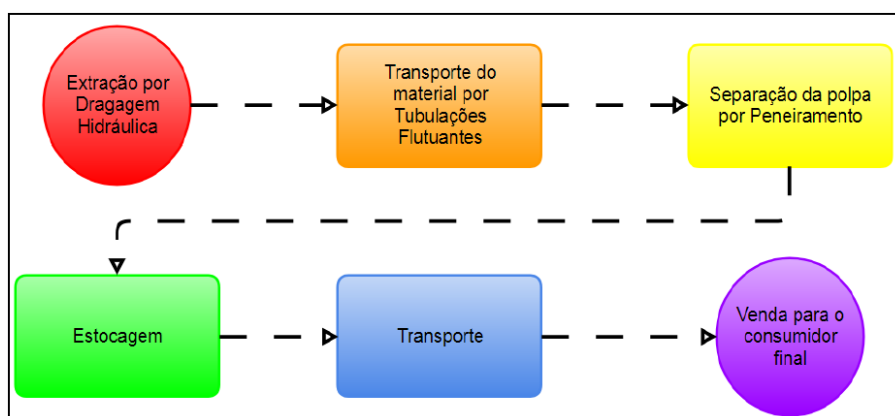 Extração por
Dragagem
Hidráulica
Transporte do
material por
Tubulações
Flutuantes
Separação da polpa
por Peneiramento
Estocagem
Transporte
Venda para o
consumidor
final